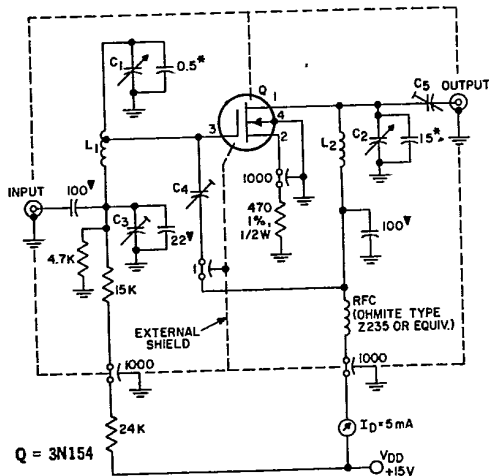 C1
0.5*
Q
1
C5
OUTPUT
3
4
2
L1
L2
C2
15*
INPUT
100▼
C4
1000
C3
22▼
470
1%,
1/2W
100▼
4.7K
15K
1
EXTERNAL
SHIELD
RFC
(OHMITE TYPE
Z235 OR EQUIV.)
1000
1000
24K
ID=5mA
Q = 3N154
VDD
+15V